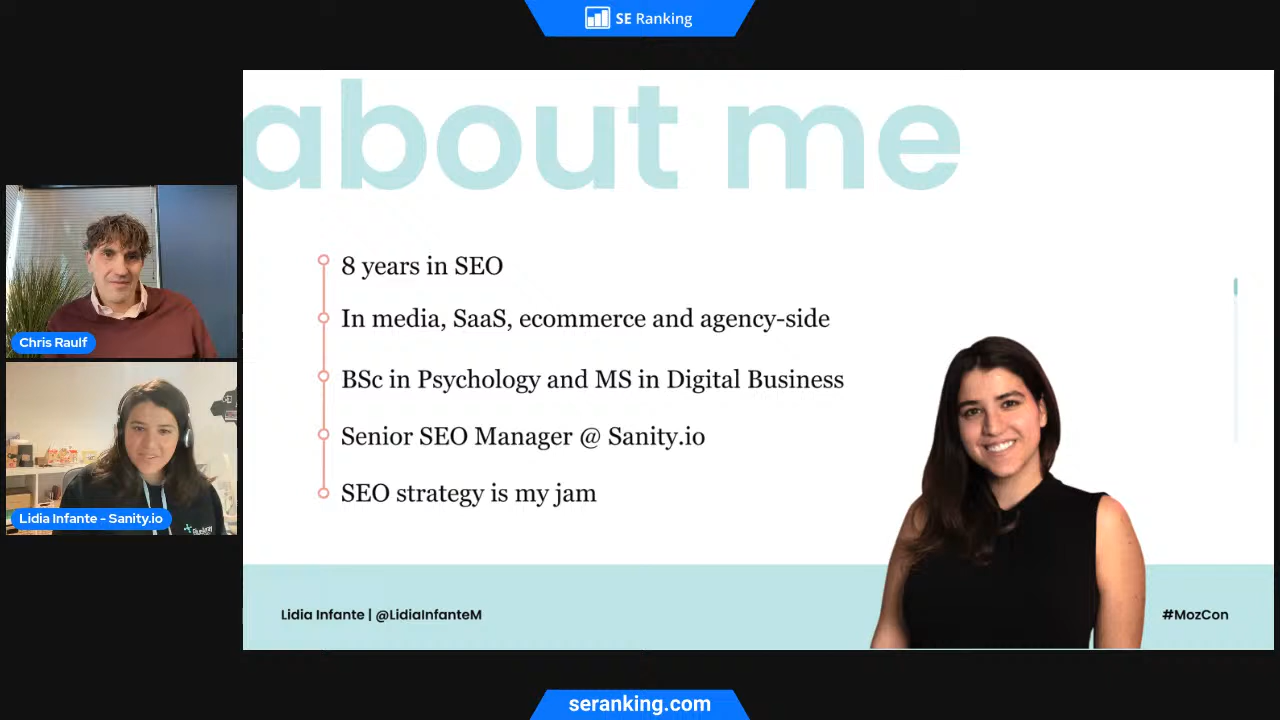 SE Ranking
about me
8 years in SEO
In media, SaaS, ecommerce and agency-side
BSc in Psychology and MS in Digital Business
Senior SEO Manager @ Sanity.io
SEO strategy is my jam
Chris Raulf
Lidia Infante - Sanity.io
Lidia Infante | @LidiaInfanteM
#MozCon
seranking.com